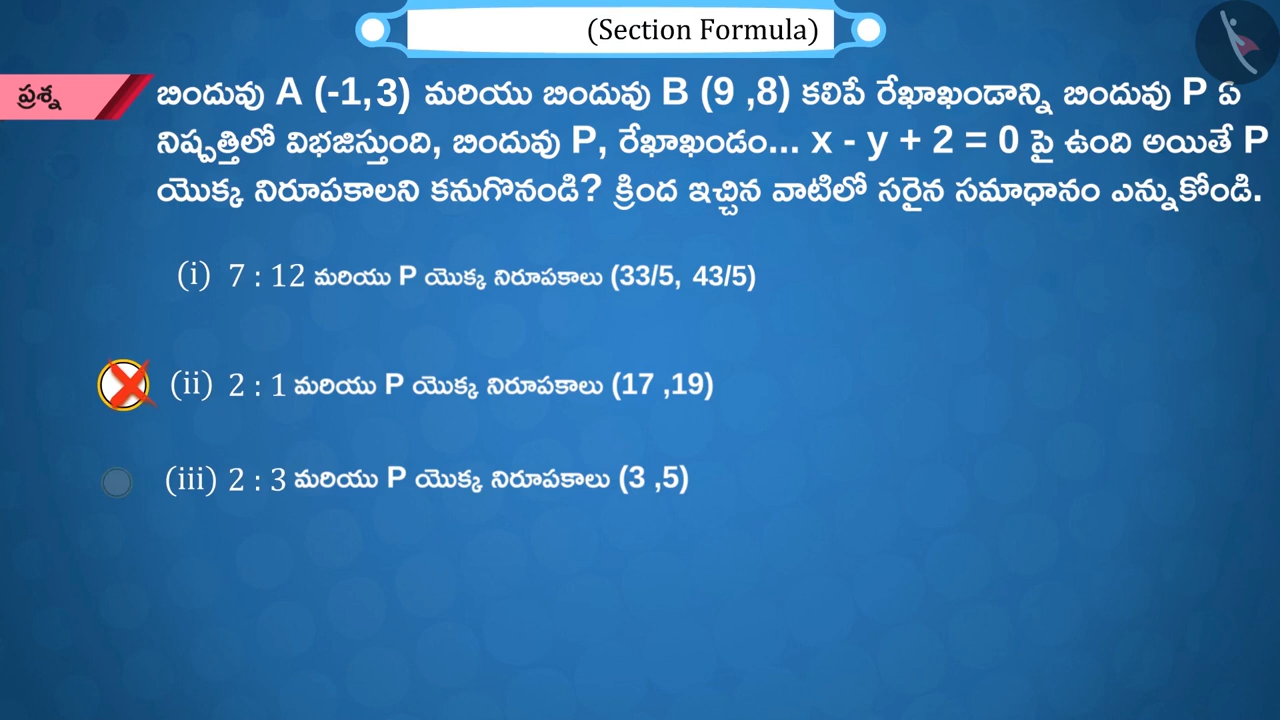 (Section Formula)
ప్రశ్న
బిందువు A (-1,3) మరియు బిందువు B (9 ,8) కలిపే రేఖాఖండాన్ని బిందువు P ఏ
నిష్పత్తిలో విభజిస్తుంది, బిందువు P, రేఖాఖండం... x - y + 2 = 0 పై ఉంది అయితే P
యొక్క నిరూపకాలని కనుగొనండి? క్రింద ఇచ్చిన వాటిలో సరైన సమాధానం ఎన్నుకోండి.
(i) 7 : 12 మరియు P యొక్క నిరూపకాలు (33/5, 43/5)
(ii) 2 : 1 మరియు P యొక్క నిరూపకాలు (17 ,19)
(iii) 2 : 3 మరియు P యొక్క నిరూపకాలు (3 ,5)